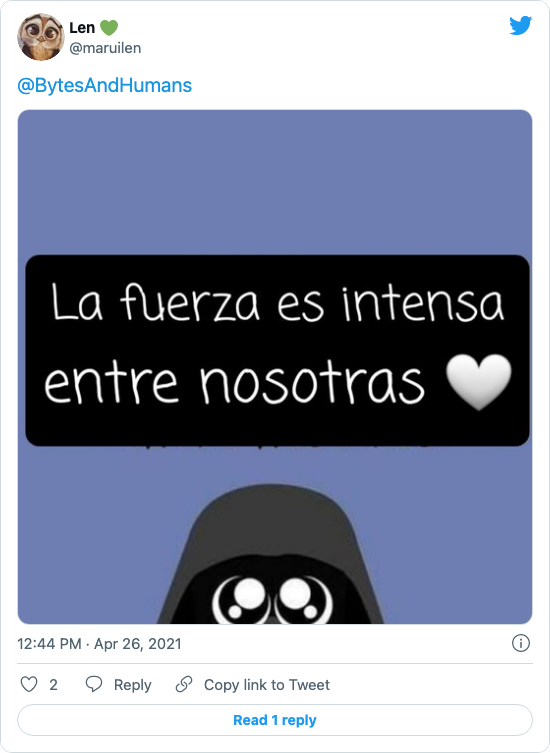 Len 💚
@maruilen
@BytesAndHumans
La fuerza es intensa
entre nosotras 🤍
12:44 PM · Apr 26, 2021
2 Reply Copy link to Tweet
Read 1 reply